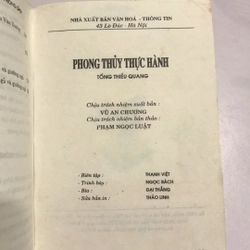 NHÀ XUẤT BẢN VĂN HOÁ - THÔNG TIN
43 Lò Đúc - Hà Nội
PHONG THỦY THỰC HÀNH
TỐNG THIẾU QUANG
Chịu trách nhiệm xuất bản :
VŨ AN CHƯƠNG
Chịu trách nhiệm bản thảo :
PHẠM NGỌC LUẬT
- Biên tập : THANH VIỆT
- Trình bày : NGỌC BÁCH
- Bìa : ĐẠI THẮNG
- Sửa bản in : THẢO LINH